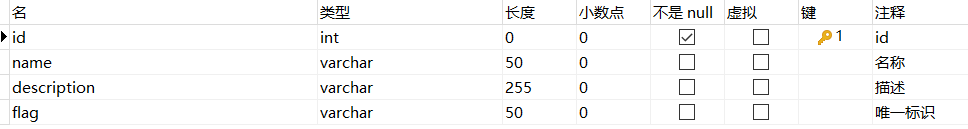 名 类型 长度 小数点 不是 null 虚拟 键 注释
id int 0 0 1 id
name varchar 50 0 名称
description varchar 255 0 描述
flag varchar 50 0 唯一标识